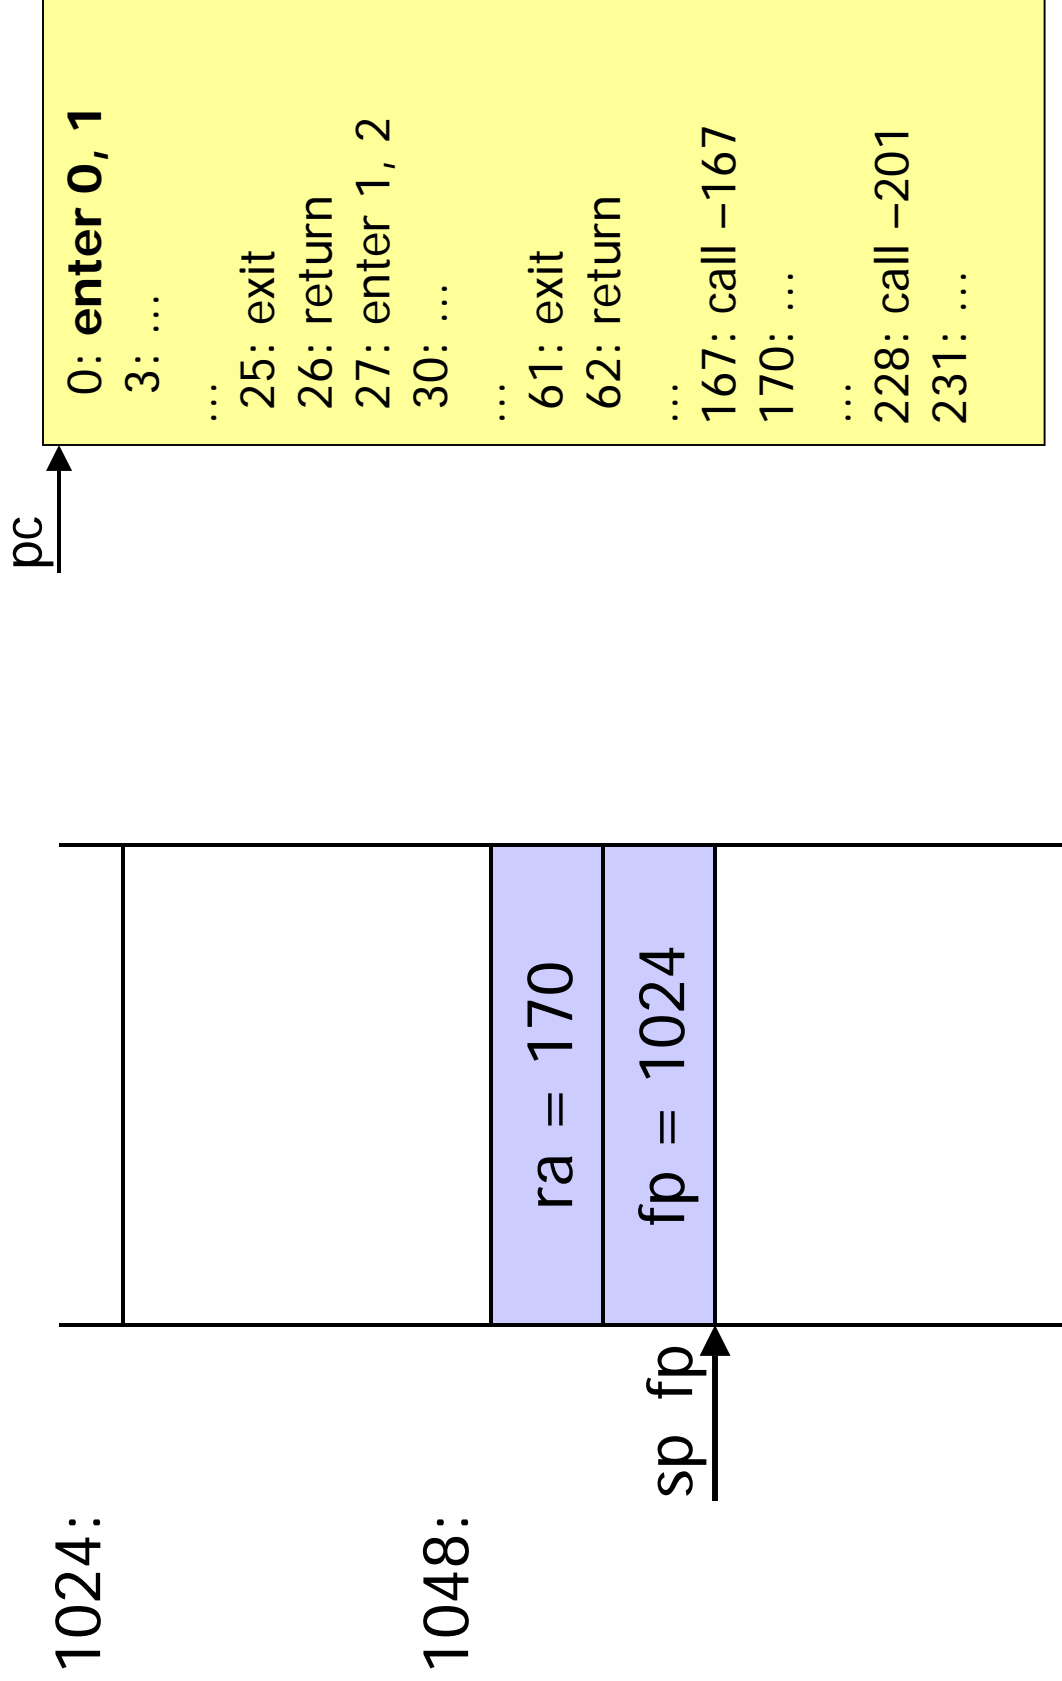 1024:
1048:
sp fp
ra = 170
fp = 1024
pc
0: enter 0, 1
3: …
…
25: exit
26: return
27: enter 1, 2
30: …
…
61: exit
62: return
…
167: call –167
170: …
…
228: call –201
231: …